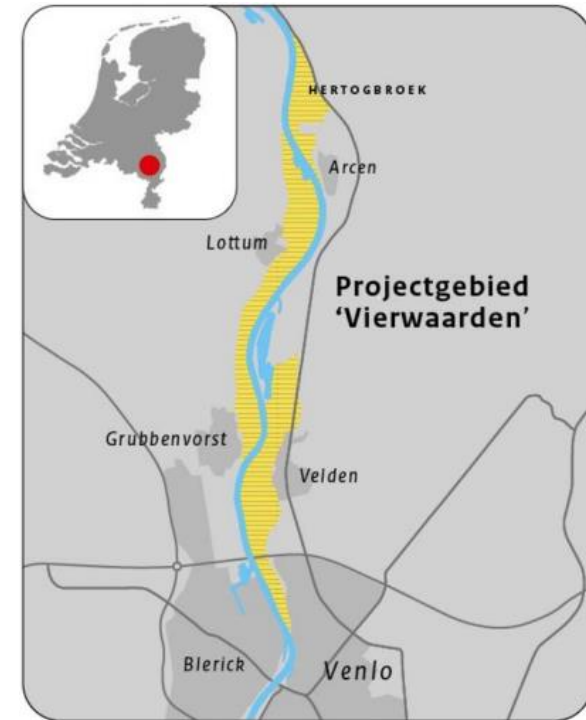 HERTOGBROEK
Arcen
Lottum
Projectgebied
‘Vierwaarden’
Grubbenvorst
Velden
Blerick
Venlo